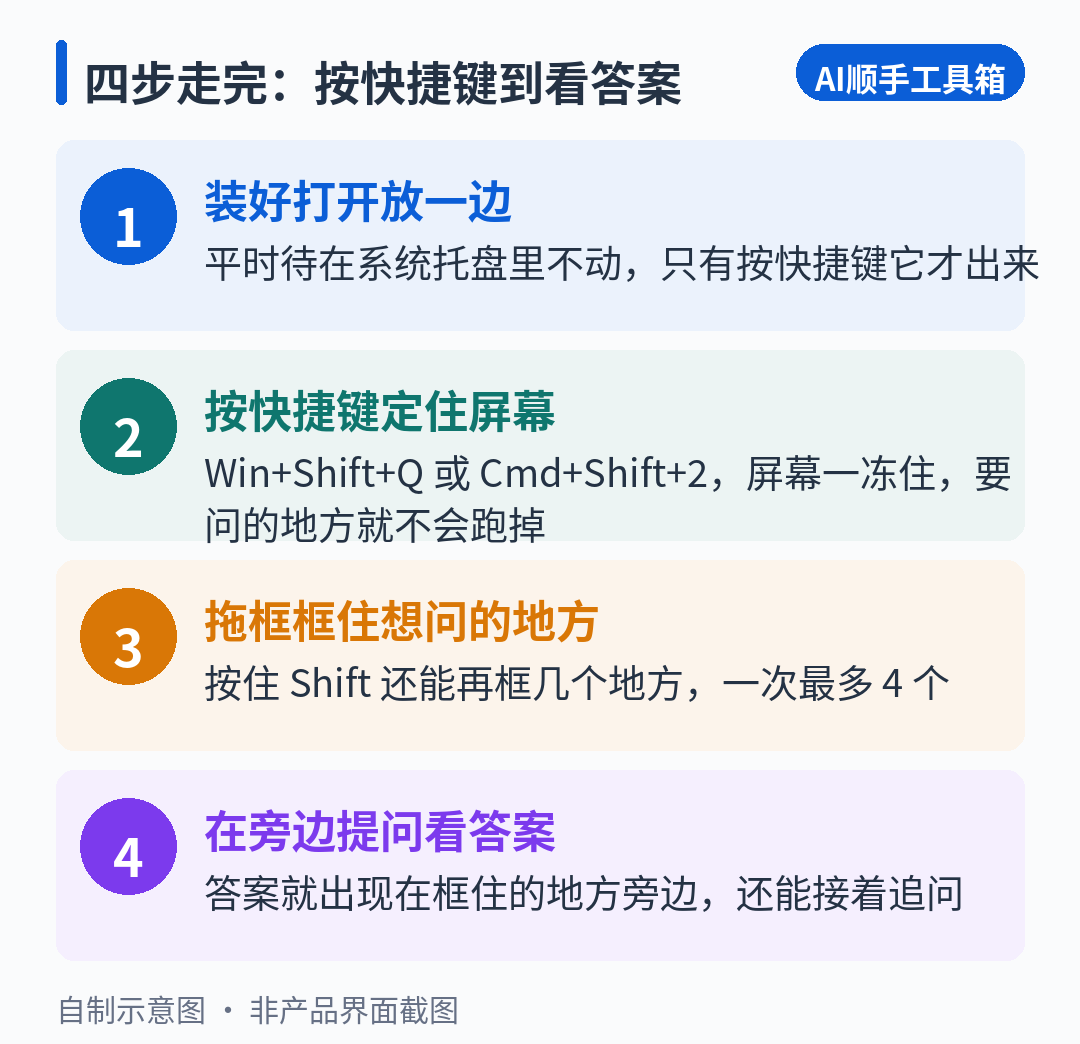 四步走完：按快捷键到看答案
AI顺手工具箱
1
装好打开放一边
平时待在系统托盘里不动，只有按快捷键它才出来
2
按快捷键定住屏幕
Win+Shift+Q 或 Cmd+Shift+2，屏幕一冻住，要
问的地方就不会跑掉
3
拖框框住想问的地方
按住 Shift 还能再框几个地方，一次最多 4 个
4
在旁边提问看答案
答案就出现在框住的地方旁边，还能接着追问
自制示意图 · 非产品界面截图